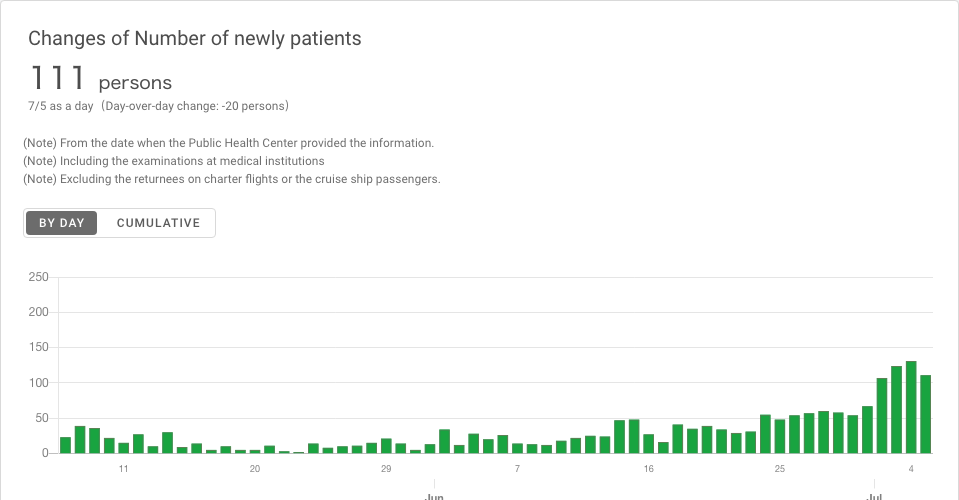 Changes of Number of newly patients
111 persons
7/5 as a day（Day-over-day change: -20 persons）
(Note) From the date when the Public Health Center provided the information.
(Note) Including the examinations at medical institutions
(Note) Excluding the returnees on charter flights or the cruise ship passengers.
BY DAY CUMULATIVE
250
200
150
100
50
0
11 20 29 7 16 25 4
Jun Jul